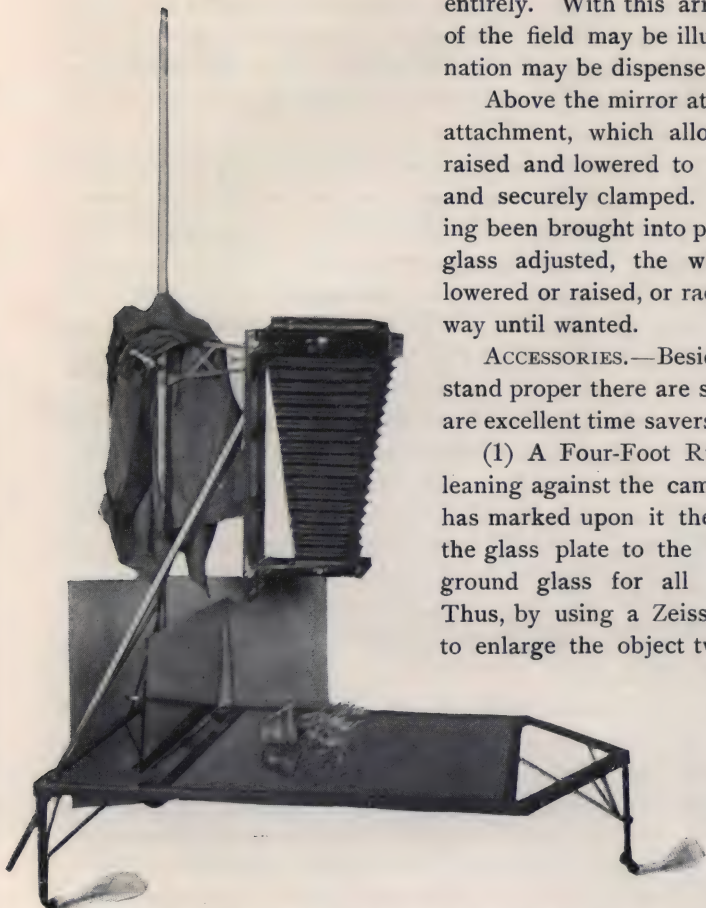 entirely. With this arr
of the field may be illu
nation may be dispense
Above the mirror at
attachment, which allo
raised and lowered to
and securely clamped.
ing been brought into p
glass adjusted, the w
lowered or raised, or rac
way until wanted.
ACCESSORIES.—Besid
stand proper there are s
are excellent time savers
(1) A Four-Foot R
leaning against the cam
has marked upon it the
the glass plate to the
ground glass for all
Thus, by using a Zeiss
to enlarge the object tw